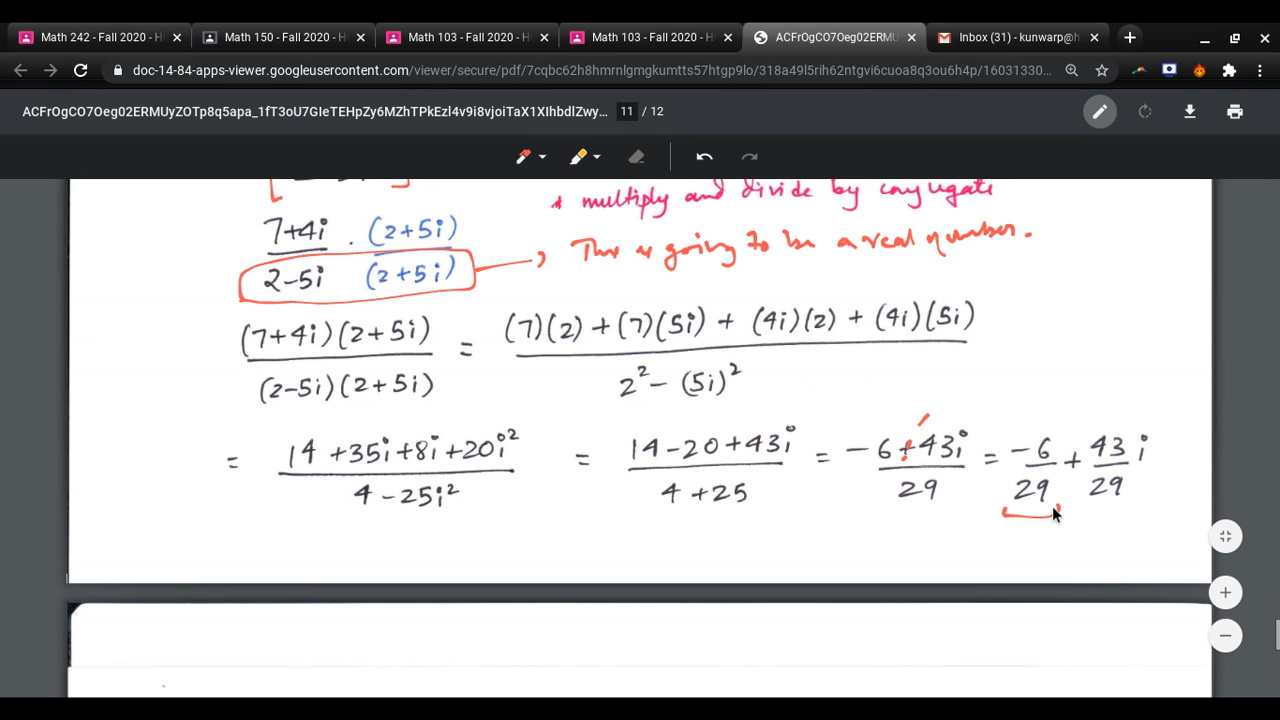 Math 242 - Fall 2020 - H
Math 150 - Fall 2020 - H
Math 103 - Fall 2020 - H
Math 103 - Fall 2020 - H
ACFrOgCO7Oeg02ERMU
Inbox (31) - kunwarp@h
doc-14-84-apps-viewer.googleusercontent.com/viewer/secure/pdf/7cqbc62h8hmrnlgmgkumtts57htgp9lo/318a49l5rih62ntgvi6cuoa8q3ou6h4p/16031330...
ACFrOgCO7Oeg02ERMUyZOTp8q5apa_1fT3oU7GIeTEHpZy6MZhTPkEzl4v9i8vjoiTaX1XIhbdlZwy...
11 / 12
* multiply and divide by conjugate
7+4i . (2+5i)
2-5i (2+5i)
This is going to be a real number.
(7+4i)(2+5i) = (7)(2) + (7)(5i) + (4i)(2) + (4i)(5i)
(2-5i)(2+5i) 2² - (5i)²
= 14 +35i+8i+20i² = 14-20+43i = -6+43i = -6 + 43 i
4-25i² 4+25 29 29 29